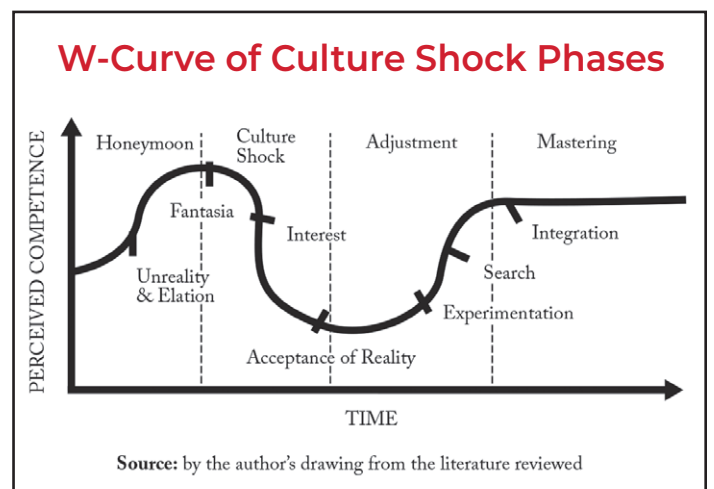 W-Curve of Culture Shock Phases
PERCEIVED COMPETENCE
Honeymoon
Culture
Shock
Adjustment
Mastering
Fantasia
Interest
Integration
Unreality
& Elation
Search
Experimentation
Acceptance of Reality
TIME
Source: by the author's drawing from the literature reviewed